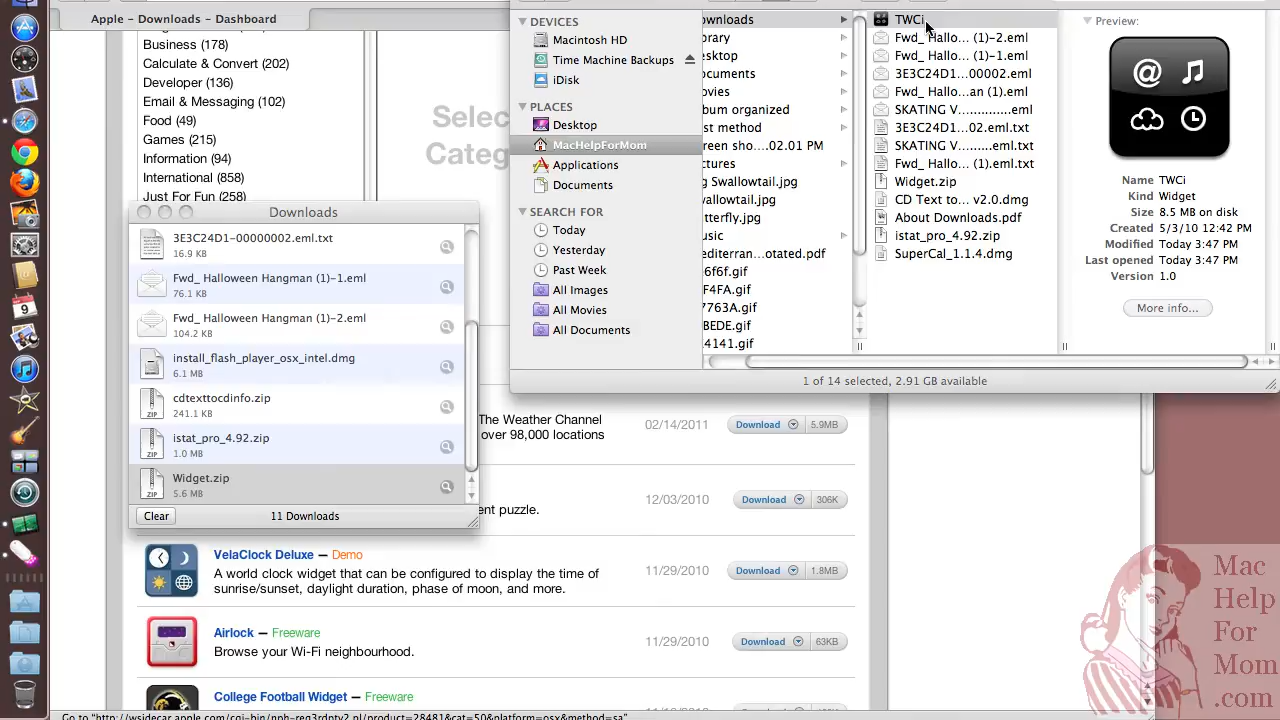 Apple – Downloads – Dashboard
Business (178)
Calculate & Convert (202)
Developer (136)
Email & Messaging (102)
Food (49)
Games (215)
Information (94)
International (858)
Just For Fun (258)
Selec
Categ
Downloads
3E3C24D1-00000002.eml.txt
16.9 KB
Fwd_ Halloween Hangman (1)-1.eml
76.1 KB
Fwd_ Halloween Hangman (1)-2.eml
104.2 KB
install_flash_player_osx_intel.dmg
6.1 MB
cdtexttocdinfo.zip
241.1 KB
istat_pro_4.92.zip
1.0 MB
Widget.zip
5.6 MB
ZIP
ZIP
ZIP
Clear
11 Downloads
DEVICES
Macintosh HD
Time Machine Backups
iDisk
PLACES
Desktop
MacHelpForMom
Applications
Documents
SEARCH FOR
Today
Yesterday
Past Week
All Images
All Movies
All Documents
ownloads
brary
esktop
ocuments
ovies
bum organized
st method
reen sho....02.01 PM
ctures
g Swallowtail.jpg
vallowtail.jpg
tterfly.jpg
usic
editerran...otated.pdf
6f6f.gif
F4FA.gif
7763A.gif
BEDE.gif
4141.gif
TWCi
Fwd_ Hallo... (1)-2.eml
Fwd_ Hallo... (1)-1.eml
3E3C24D1...00002.eml
Fwd_ Hallo...an (1).eml
SKATING V.........eml
3E3C24D1...02.eml.txt
SKATING V.........eml.txt
Fwd_ Hallo... (1).eml.txt
Widget.zip
CD Text to... v2.0.dmg
About Downloads.pdf
istat_pro_4.92.zip
SuperCal_1.1.4.dmg
Preview:
@
Name TWCi
Kind Widget
Size 8.5 MB on disk
Created 5/3/10 12:42 PM
Modified Today 3:47 PM
Last opened Today 3:47 PM
Version 1.0
More info...
1 of 14 selected, 2.91 GB available
The Weather Channel
over 98,000 locations
02/14/2011
Download
5.9MB
ent puzzle.
12/03/2010
Download
306K
VelaClock Deluxe — Demo
A world clock widget that can be configured to display the time of
sunrise/sunset, daylight duration, phase of moon, and more.
11/29/2010
Download
1.8MB
Airlock — Freeware
Browse your Wi-Fi neighbourhood.
11/29/2010
Download
63KB
College Football Widget — Freeware
9
Mac
Help
For
Mom
.com